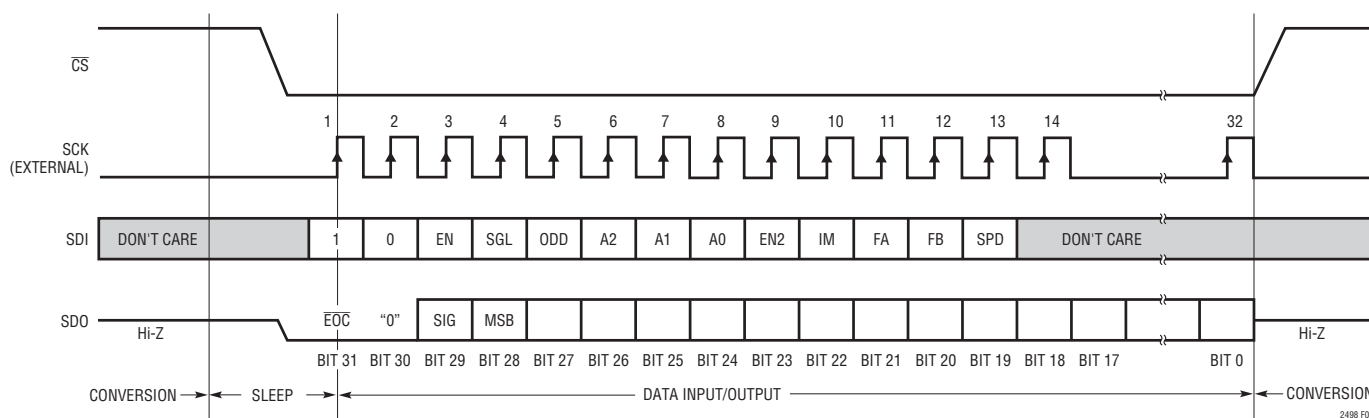 CS
1 2 3 4 5 6 7 8 9 10 11 12 13 14 32
SCK
(EXTERNAL)
SDI DON'T CARE 1 0 EN SGL ODD A2 A1 A0 EN2 IM FA FB SPD DON'T CARE
SDO Hi-Z EOC “0” SIG MSB Hi-Z
BIT 31 BIT 30 BIT 29 BIT 28 BIT 27 BIT 26 BIT 25 BIT 24 BIT 23 BIT 22 BIT 21 BIT 20 BIT 19 BIT 18 BIT 17 BIT 0
CONVERSION SLEEP DATA INPUT/OUTPUT CONVERSION
2498